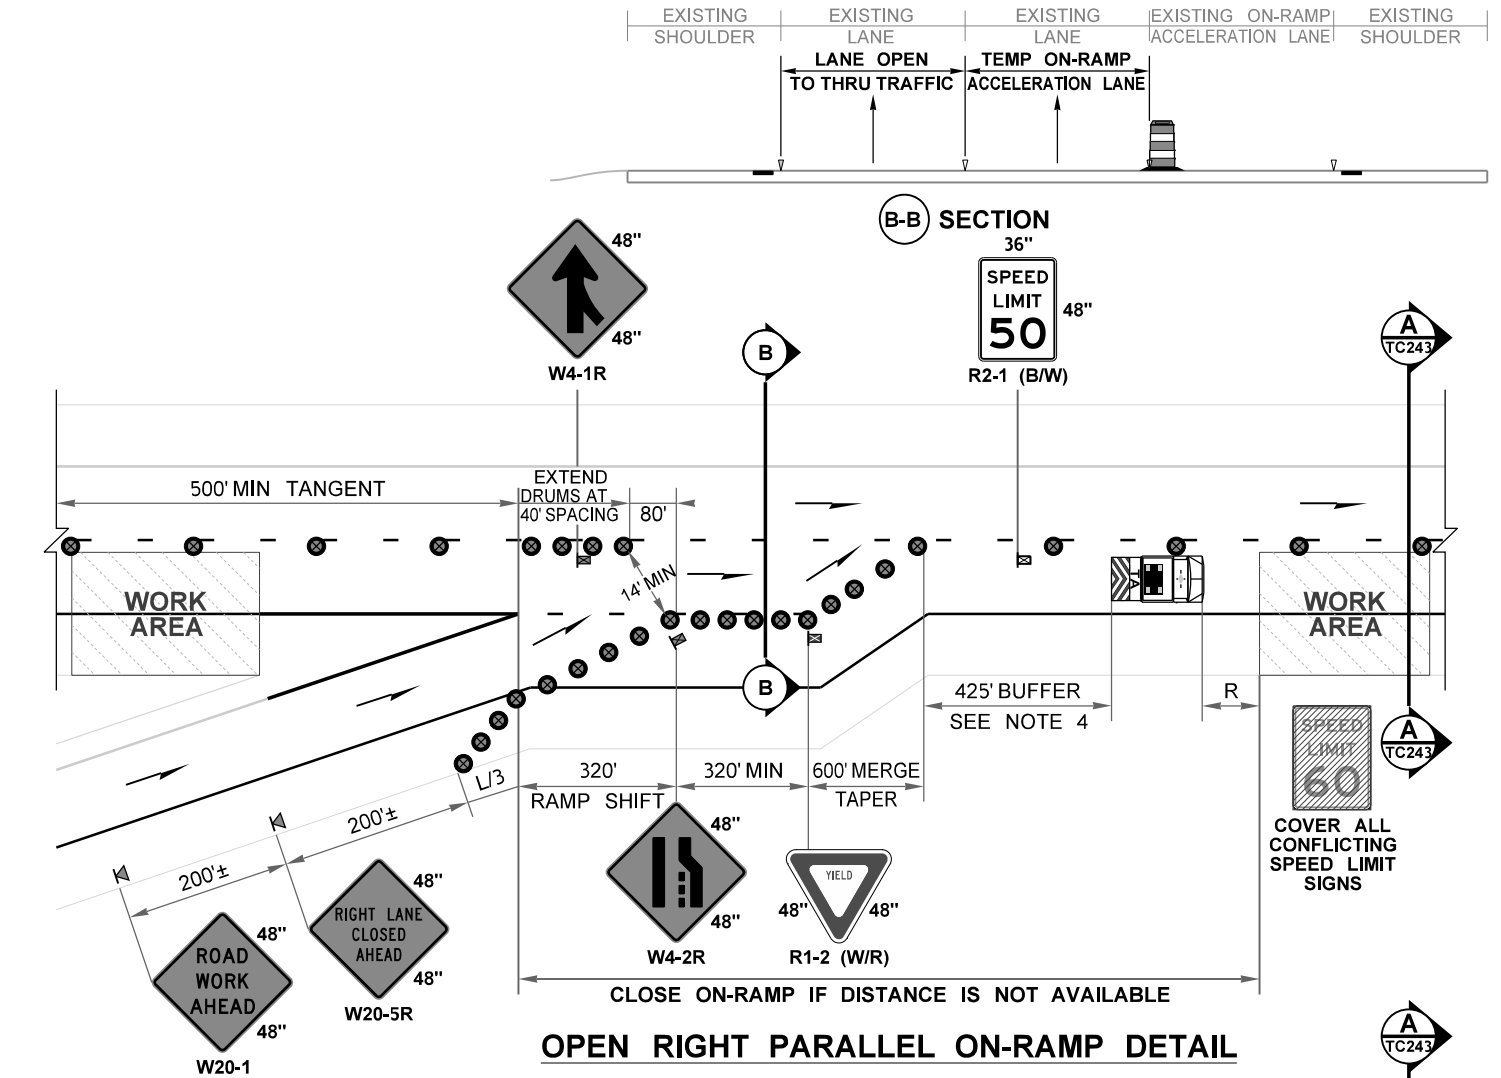 EXISTING SHOULDER
EXISTING LANE
EXISTING LANE
EXISTING ON-RAMP ACCELERATION LANE
EXISTING SHOULDER
LANE OPEN
TO THRU TRAFFIC
TEMP ON-RAMP
ACCELERATION LANE
B-B SECTION
48"
48"
W4-1R
36"
SPEED
LIMIT
50
48"
R2-1 (B/W)
B
A
TC243
500' MIN TANGENT
EXTEND
DRUMS AT
40' SPACING
80'
14' MIN
WORK
AREA
TA
WORK
AREA
B
425' BUFFER
SEE NOTE 4
R
A
TC243
SPEED
LIMIT
60
COVER ALL
CONFLICTING
SPEED LIMIT
SIGNS
L/3
320'
RAMP SHIFT
320' MIN
600' MERGE
TAPER
200'±
200'±
48"
48"
W4-2R
YIELD
48"
48"
R1-2 (W/R)
RIGHT LANE
CLOSED
AHEAD
48"
48"
W20-5R
ROAD
WORK
AHEAD
48"
48"
W20-1
CLOSE ON-RAMP IF DISTANCE IS NOT AVAILABLE
OPEN RIGHT PARALLEL ON-RAMP DETAIL
A
TC243